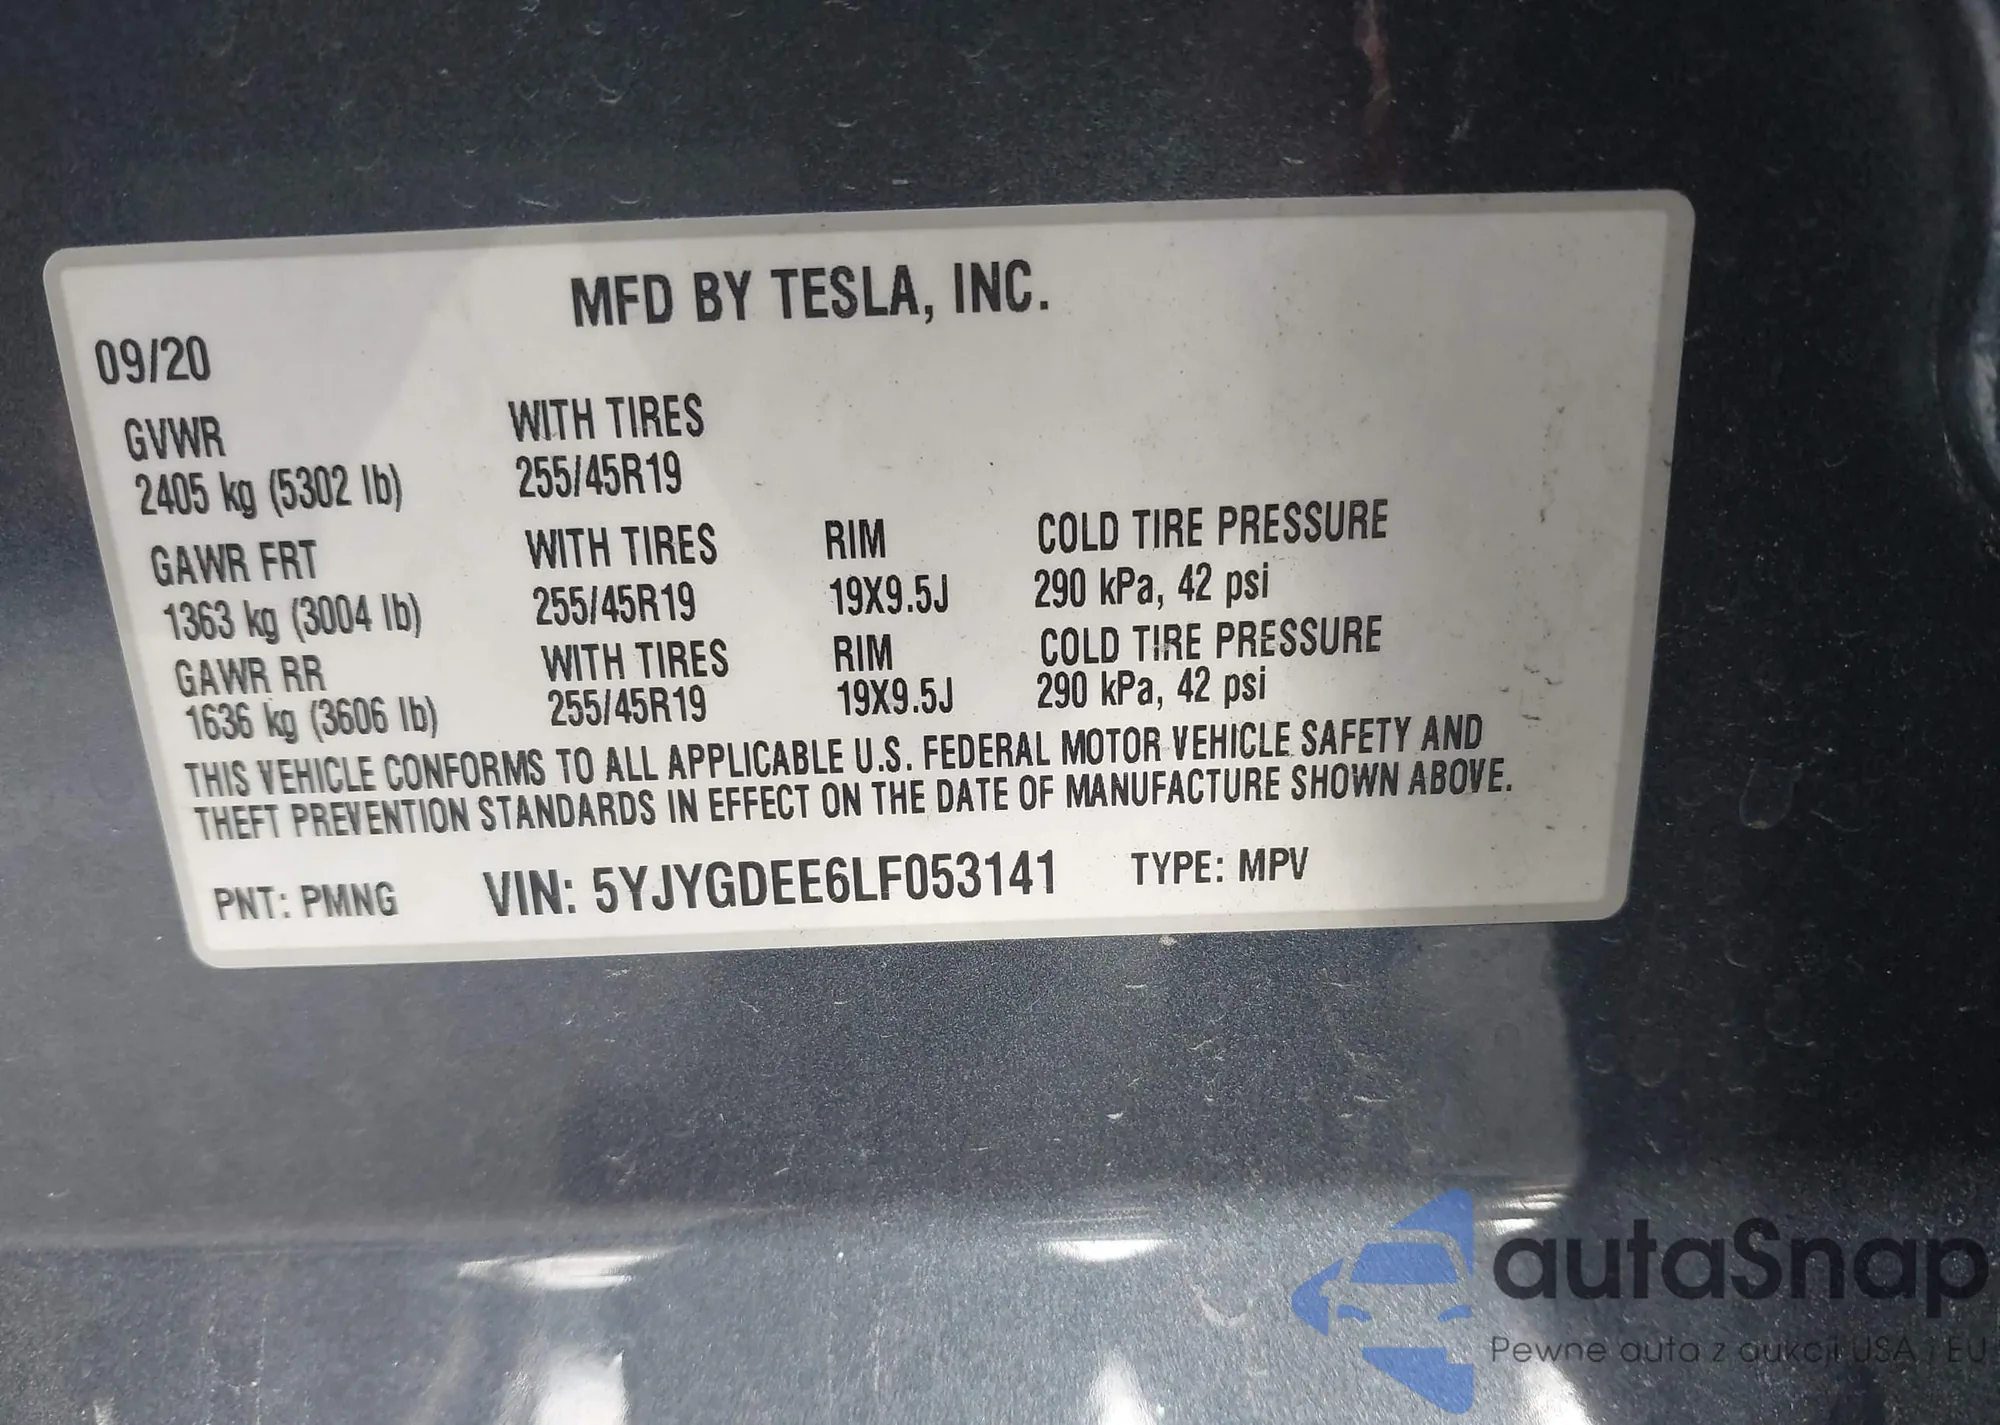 MFD BY TESLA, INC.
09/20
GVWR WITH TIRES
2405 kg (5302 lb) 255/45R19
GAWR FRT WITH TIRES RIM COLD TIRE PRESSURE
1363 kg (3004 lb) 255/45R19 19X9.5J 290 kPa, 42 psi
GAWR RR WITH TIRES RIM COLD TIRE PRESSURE
1636 kg (3606 lb) 255/45R19 19X9.5J 290 kPa, 42 psi
THIS VEHICLE CONFORMS TO ALL APPLICABLE U.S. FEDERAL MOTOR VEHICLE SAFETY AND
THEFT PREVENTION STANDARDS IN EFFECT ON THE DATE OF MANUFACTURE SHOWN ABOVE.
PNT: PMNG VIN: 5YJYGDEE6LF053141 TYPE: MPV
autaSnap
Pewne auta z aukcji USA i EU